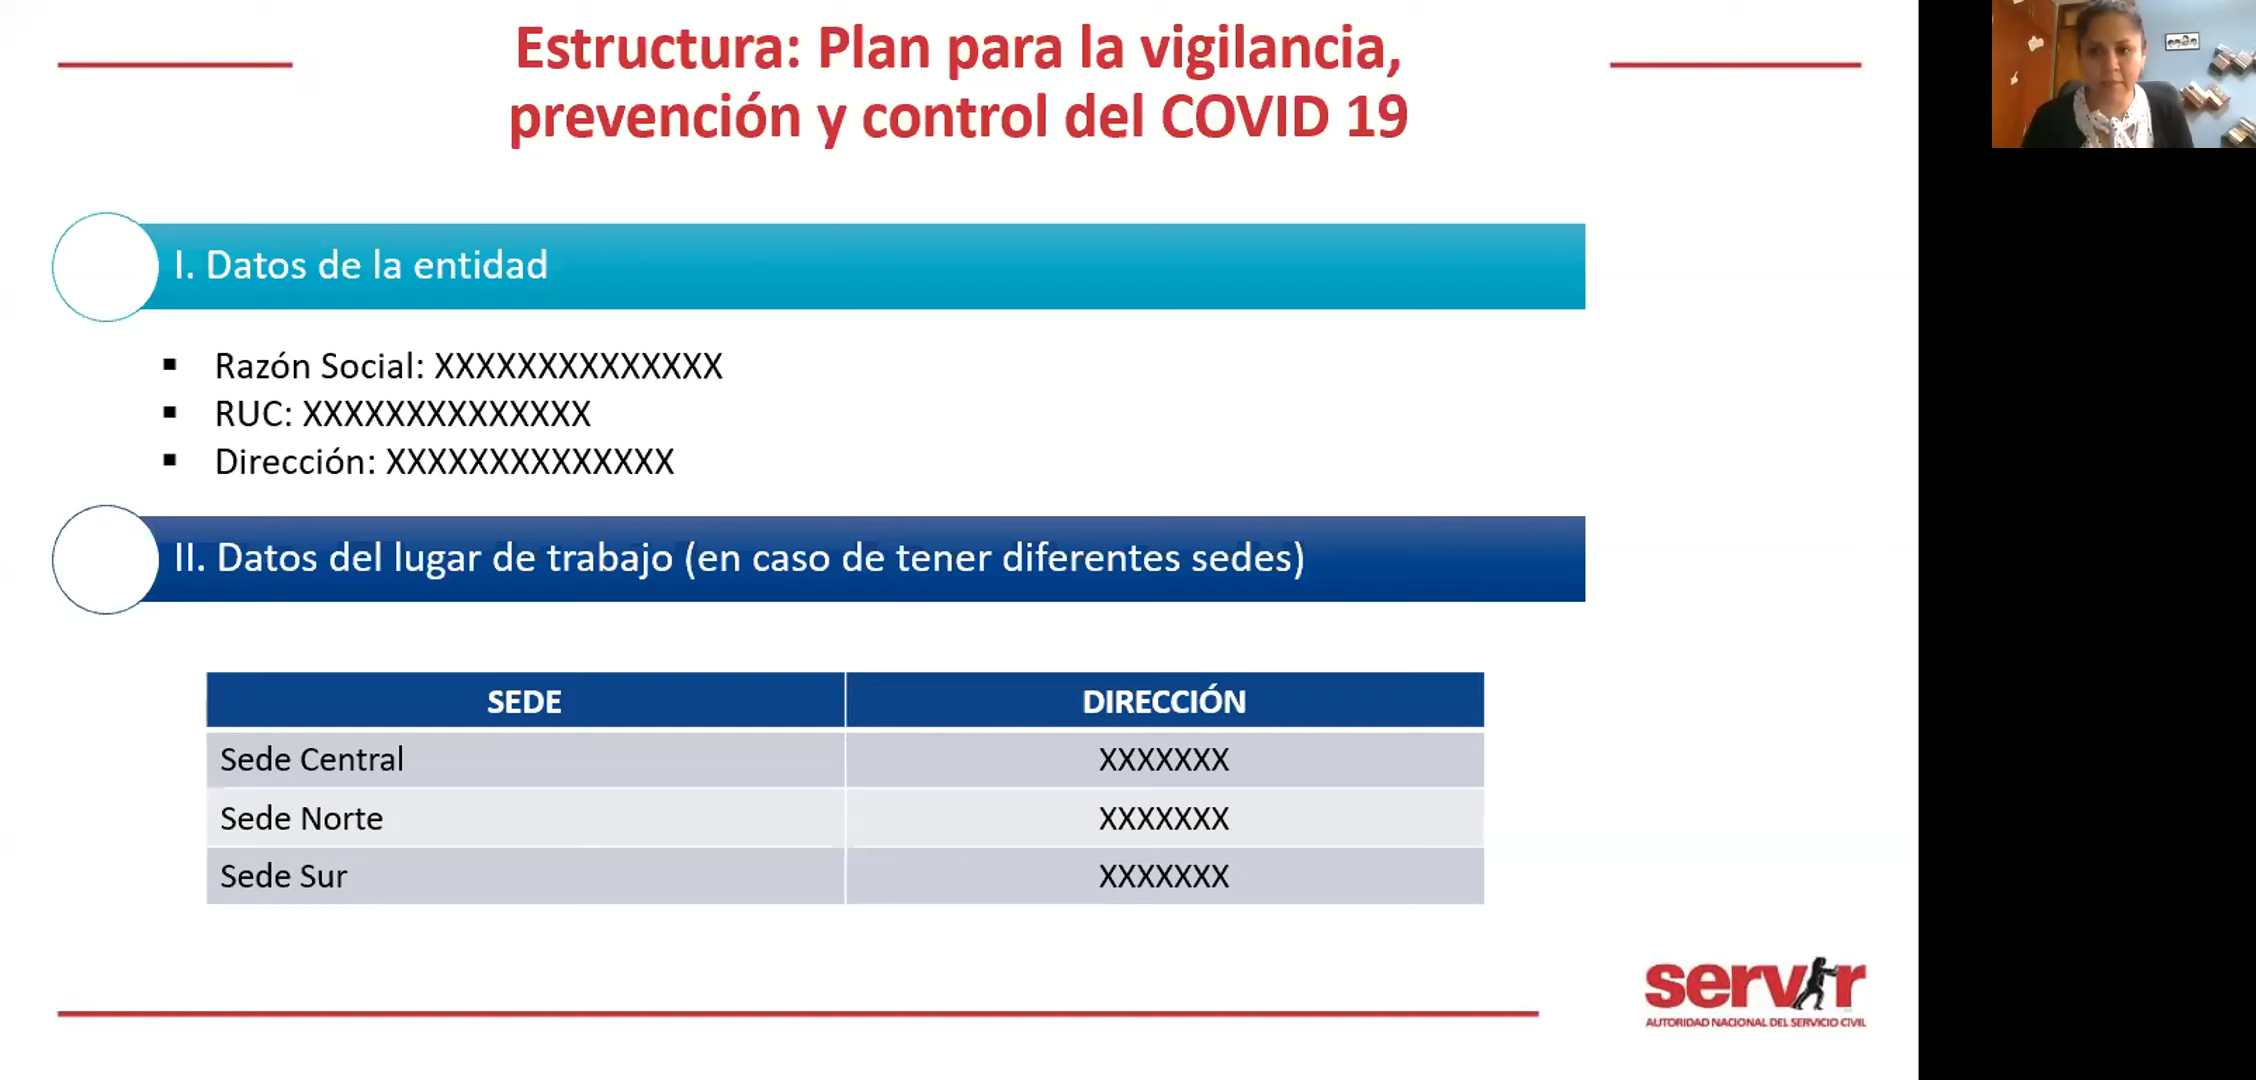 Estructura: Plan para la vigilancia,
prevención y control del COVID 19
I. Datos de la entidad
▪ Razón Social: XXXXXXXXXXXXXX
▪ RUC: XXXXXXXXXXXXXX
▪ Dirección: XXXXXXXXXXXXXX
II. Datos del lugar de trabajo (en caso de tener diferentes sedes)
SEDE DIRECCIÓN
Sede Central XXXXXXX
Sede Norte XXXXXXX
Sede Sur XXXXXXX
servir
AUTORIDAD NACIONAL DEL SERVICIO CIVIL